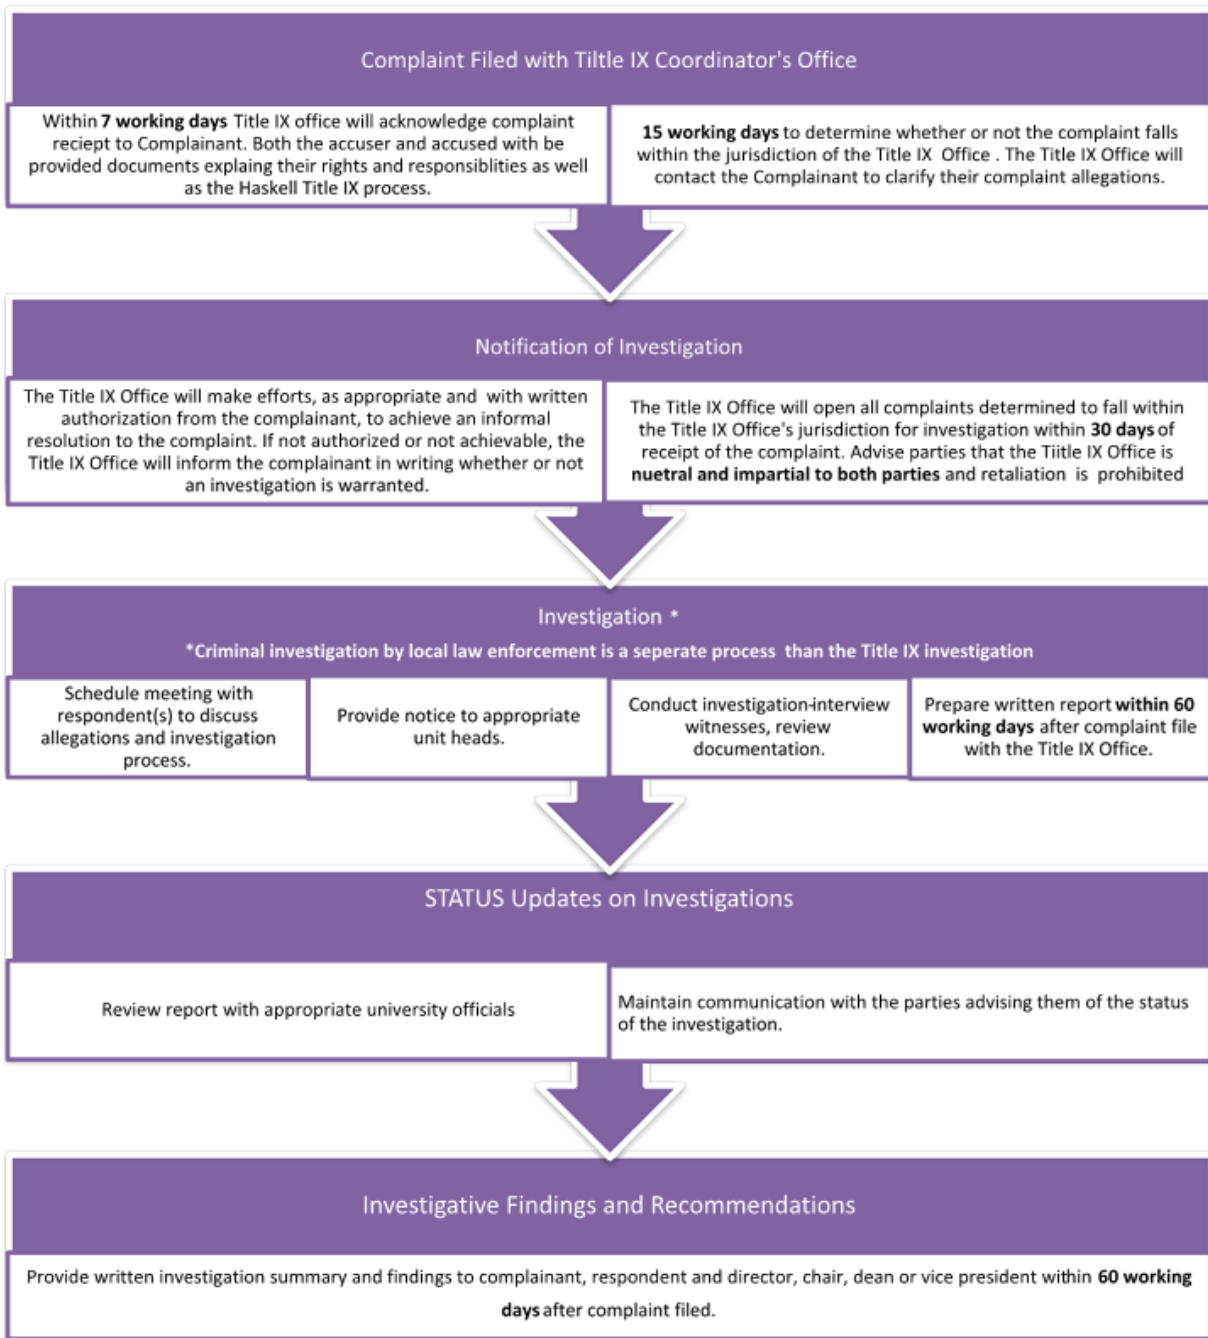 Complaint Filed with Tiltle IX Coordinator's Office
Within 7 working days Title IX office will acknowledge complaint
reciept to Complainant. Both the accuser and accused with be
provided documents explaing their rights and responsiblities as well
as the Haskell Title IX process.
15 working days to determine whether or not the complaint falls
within the jurisdiction of the Title IX Office . The Title IX Office will
contact the Complainant to clarify their complaint allegations.
Notification of Investigation
The Title IX Office will make efforts, as appropriate and with written
authorization from the complainant, to achieve an informal
resolution to the complaint. If not authorized or not achievable, the
Title IX Office will inform the complainant in writing whether or not
an investigation is warranted.
The Title IX Office will open all complaints determined to fall within
the Title IX Office's jurisdiction for investigation within 30 days of
receipt of the complaint. Advise parties that the Tiitle IX Office is
nuetral and impartial to both parties and retaliation is prohibited
Investigation *
*Criminal investigation by local law enforcement is a seperate process than the Title IX investigation
Schedule meeting with
respondent(s) to discuss
allegations and investigation
process.
Provide notice to appropriate
unit heads.
Conduct investigation-interview
witnesses, review
documentation.
Prepare written report within 60
working days after complaint file
with the Title IX Office.
STATUS Updates on Investigations
Review report with appropriate university officials
Maintain communication with the parties advising them of the status
of the investigation.
Investigative Findings and Recommendations
Provide written investigation summary and findings to complainant, respondent and director, chair, dean or vice president within 60 working
days after complaint filed.